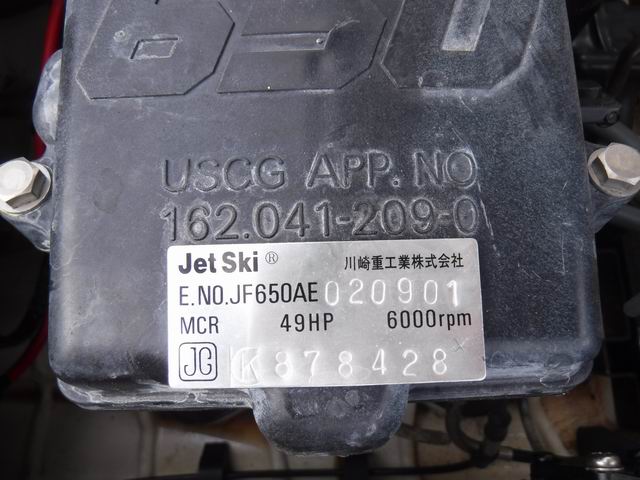 650
USCG APP. NO
162.041-209-0
Jet Ski ® 川崎重工業株式会社
E.NO.JF650AE 020901
MCR 49HP 6000rpm
JG K878428 ×